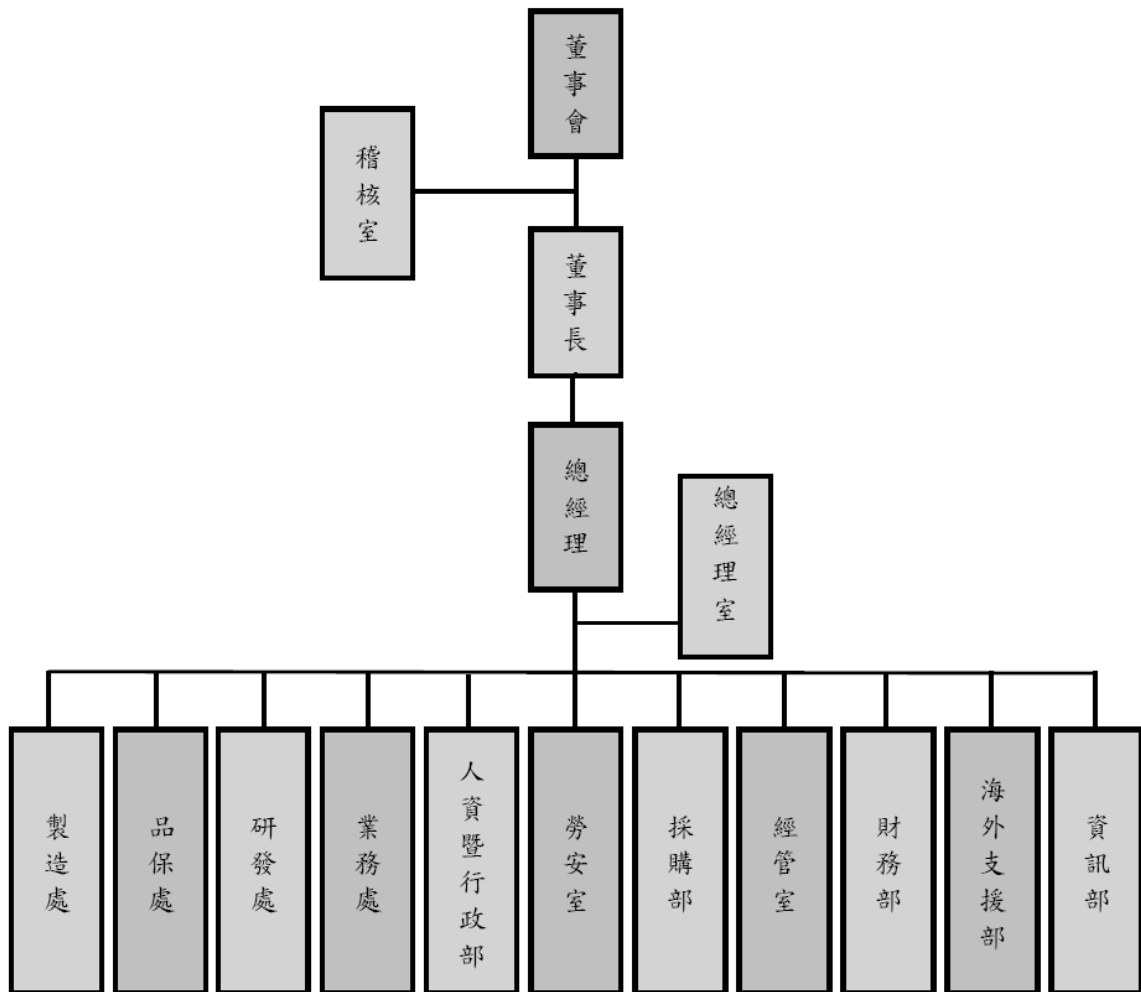 董事會
稽核室
董事長
總經理
總經理室
製造處
品保處
研發處
業務處
人資暨行政部
勞安室
採購部
經管室
財務部
海外支援部
資訊部